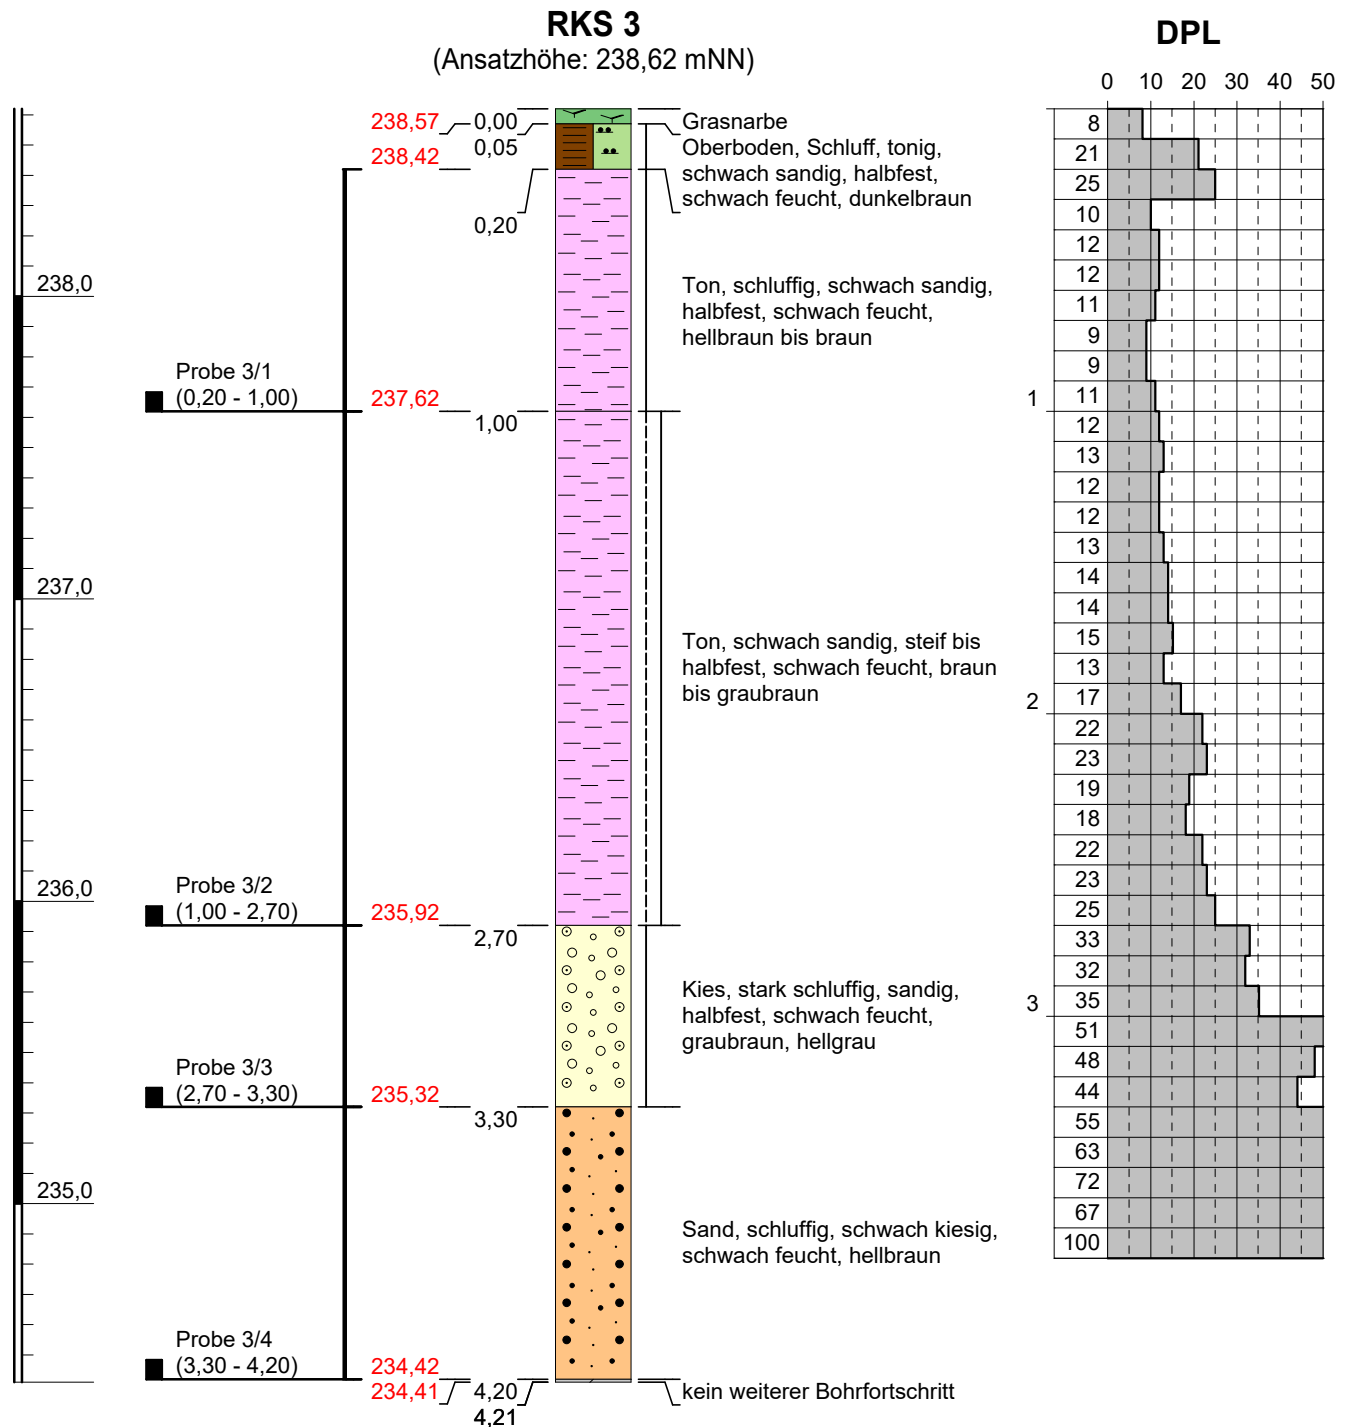 RKS 3
(Ansatzhöhe: 238,62 mNN)
DPL
0 10 20 30 40 50
238,57 0,00 Grasnarbe
0,05
238,42
0,20
Oberboden, Schluff, tonig,
schwach sandig, halbfest,
schwach feucht, dunkelbraun
238,0
Ton, schluffig, schwach sandig,
halbfest, schwach feucht,
hellbraun bis braun
Probe 3/1
(0,20 - 1,00)
237,62
1,00
237,0
Ton, schwach sandig, steif bis
halbfest, schwach feucht, braun
bis graubraun
Probe 3/2
236,0
(1,00 - 2,70)
235,92
2,70
Kies, stark schluffig, sandig,
halbfest, schwach feucht,
graubraun, hellgrau
Probe 3/3
(2,70 - 3,30)
235,32
3,30
235,0
Sand, schluffig, schwach kiesig,
schwach feucht, hellbraun
Probe 3/4
(3,30 - 4,20)
234,42
234,41
4,20
4,21
kein weiterer Bohrfortschritt
8
21
25
10
12
12
11
9
9
1 11
12
13
12
12
13
14
14
15
13
2 17
22
23
19
18
22
23
25
33
32
3 35
51
48
44
55
63
72
67
100